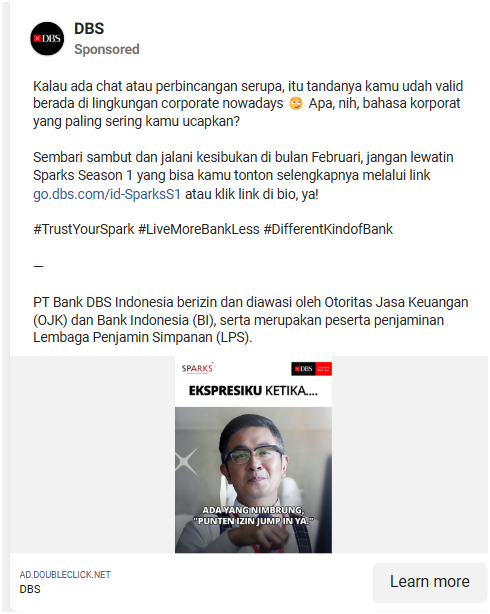 DBS
Sponsored
Kalau ada chat atau perbincangan serupa, itu tandanya kamu udah valid
berada di lingkungan corporate nowadays 🙄 Apa, nih, bahasa korporat
yang paling sering kamu ucapkan?
Sembari sambut dan jalani kesibukan di bulan Februari, jangan lewatin
Sparks Season 1 yang bisa kamu tonton selengkapnya melalui link
go.dbs.com/id-SparksS1 atau klik link di bio, ya!
#TrustYourSpark #LiveMoreBankLess #DifferentKindofBank
—
PT Bank DBS Indonesia berizin dan diawasi oleh Otoritas Jasa Keuangan
(OJK) dan Bank Indonesia (BI), serta merupakan peserta penjaminan
Lembaga Penjamin Simpanan (LPS).
SPARKS
DBS
EKSPRESIKU KETIKA....
ADA YANG NIMBRUNG,
"PUNTEN IZIN JUMP IN YA."
AD.DOUBLECLICK.NET
DBS
Learn more